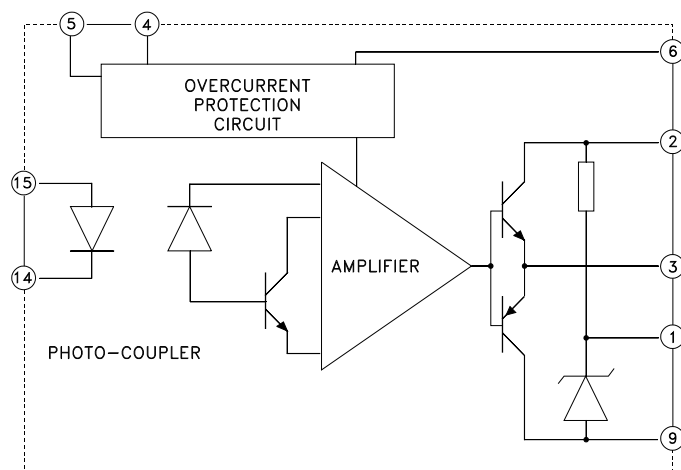 5
4
6
OVERCURRENT
PROTECTION
CIRCUIT
2
15
AMPLIFIER
3
14
1
PHOTO-COUPLER
9